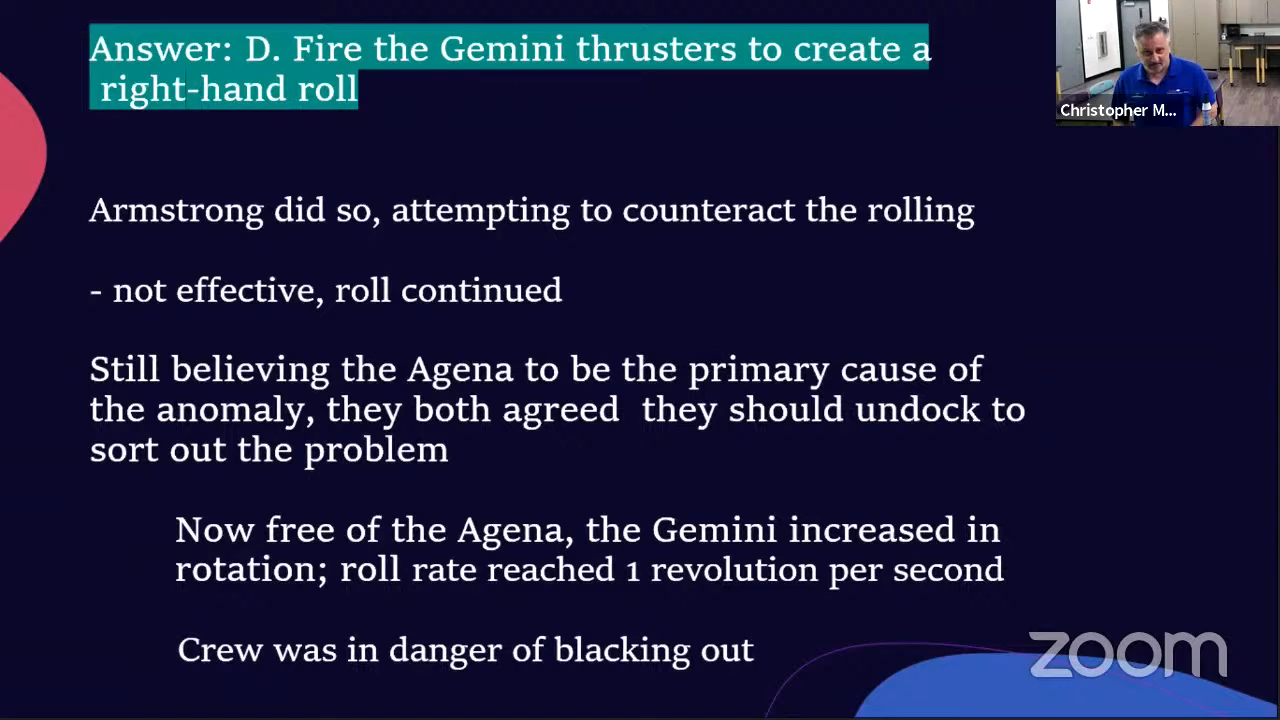 Answer: D. Fire the Gemini thrusters to create a
right-hand roll
Christopher M...
Armstrong did so, attempting to counteract the rolling
- not effective, roll continued
Still believing the Agena to be the primary cause of
the anomaly, they both agreed they should undock to
sort out the problem
Now free of the Agena, the Gemini increased in
rotation; roll rate reached 1 revolution per second
Crew was in danger of blacking out
zoom